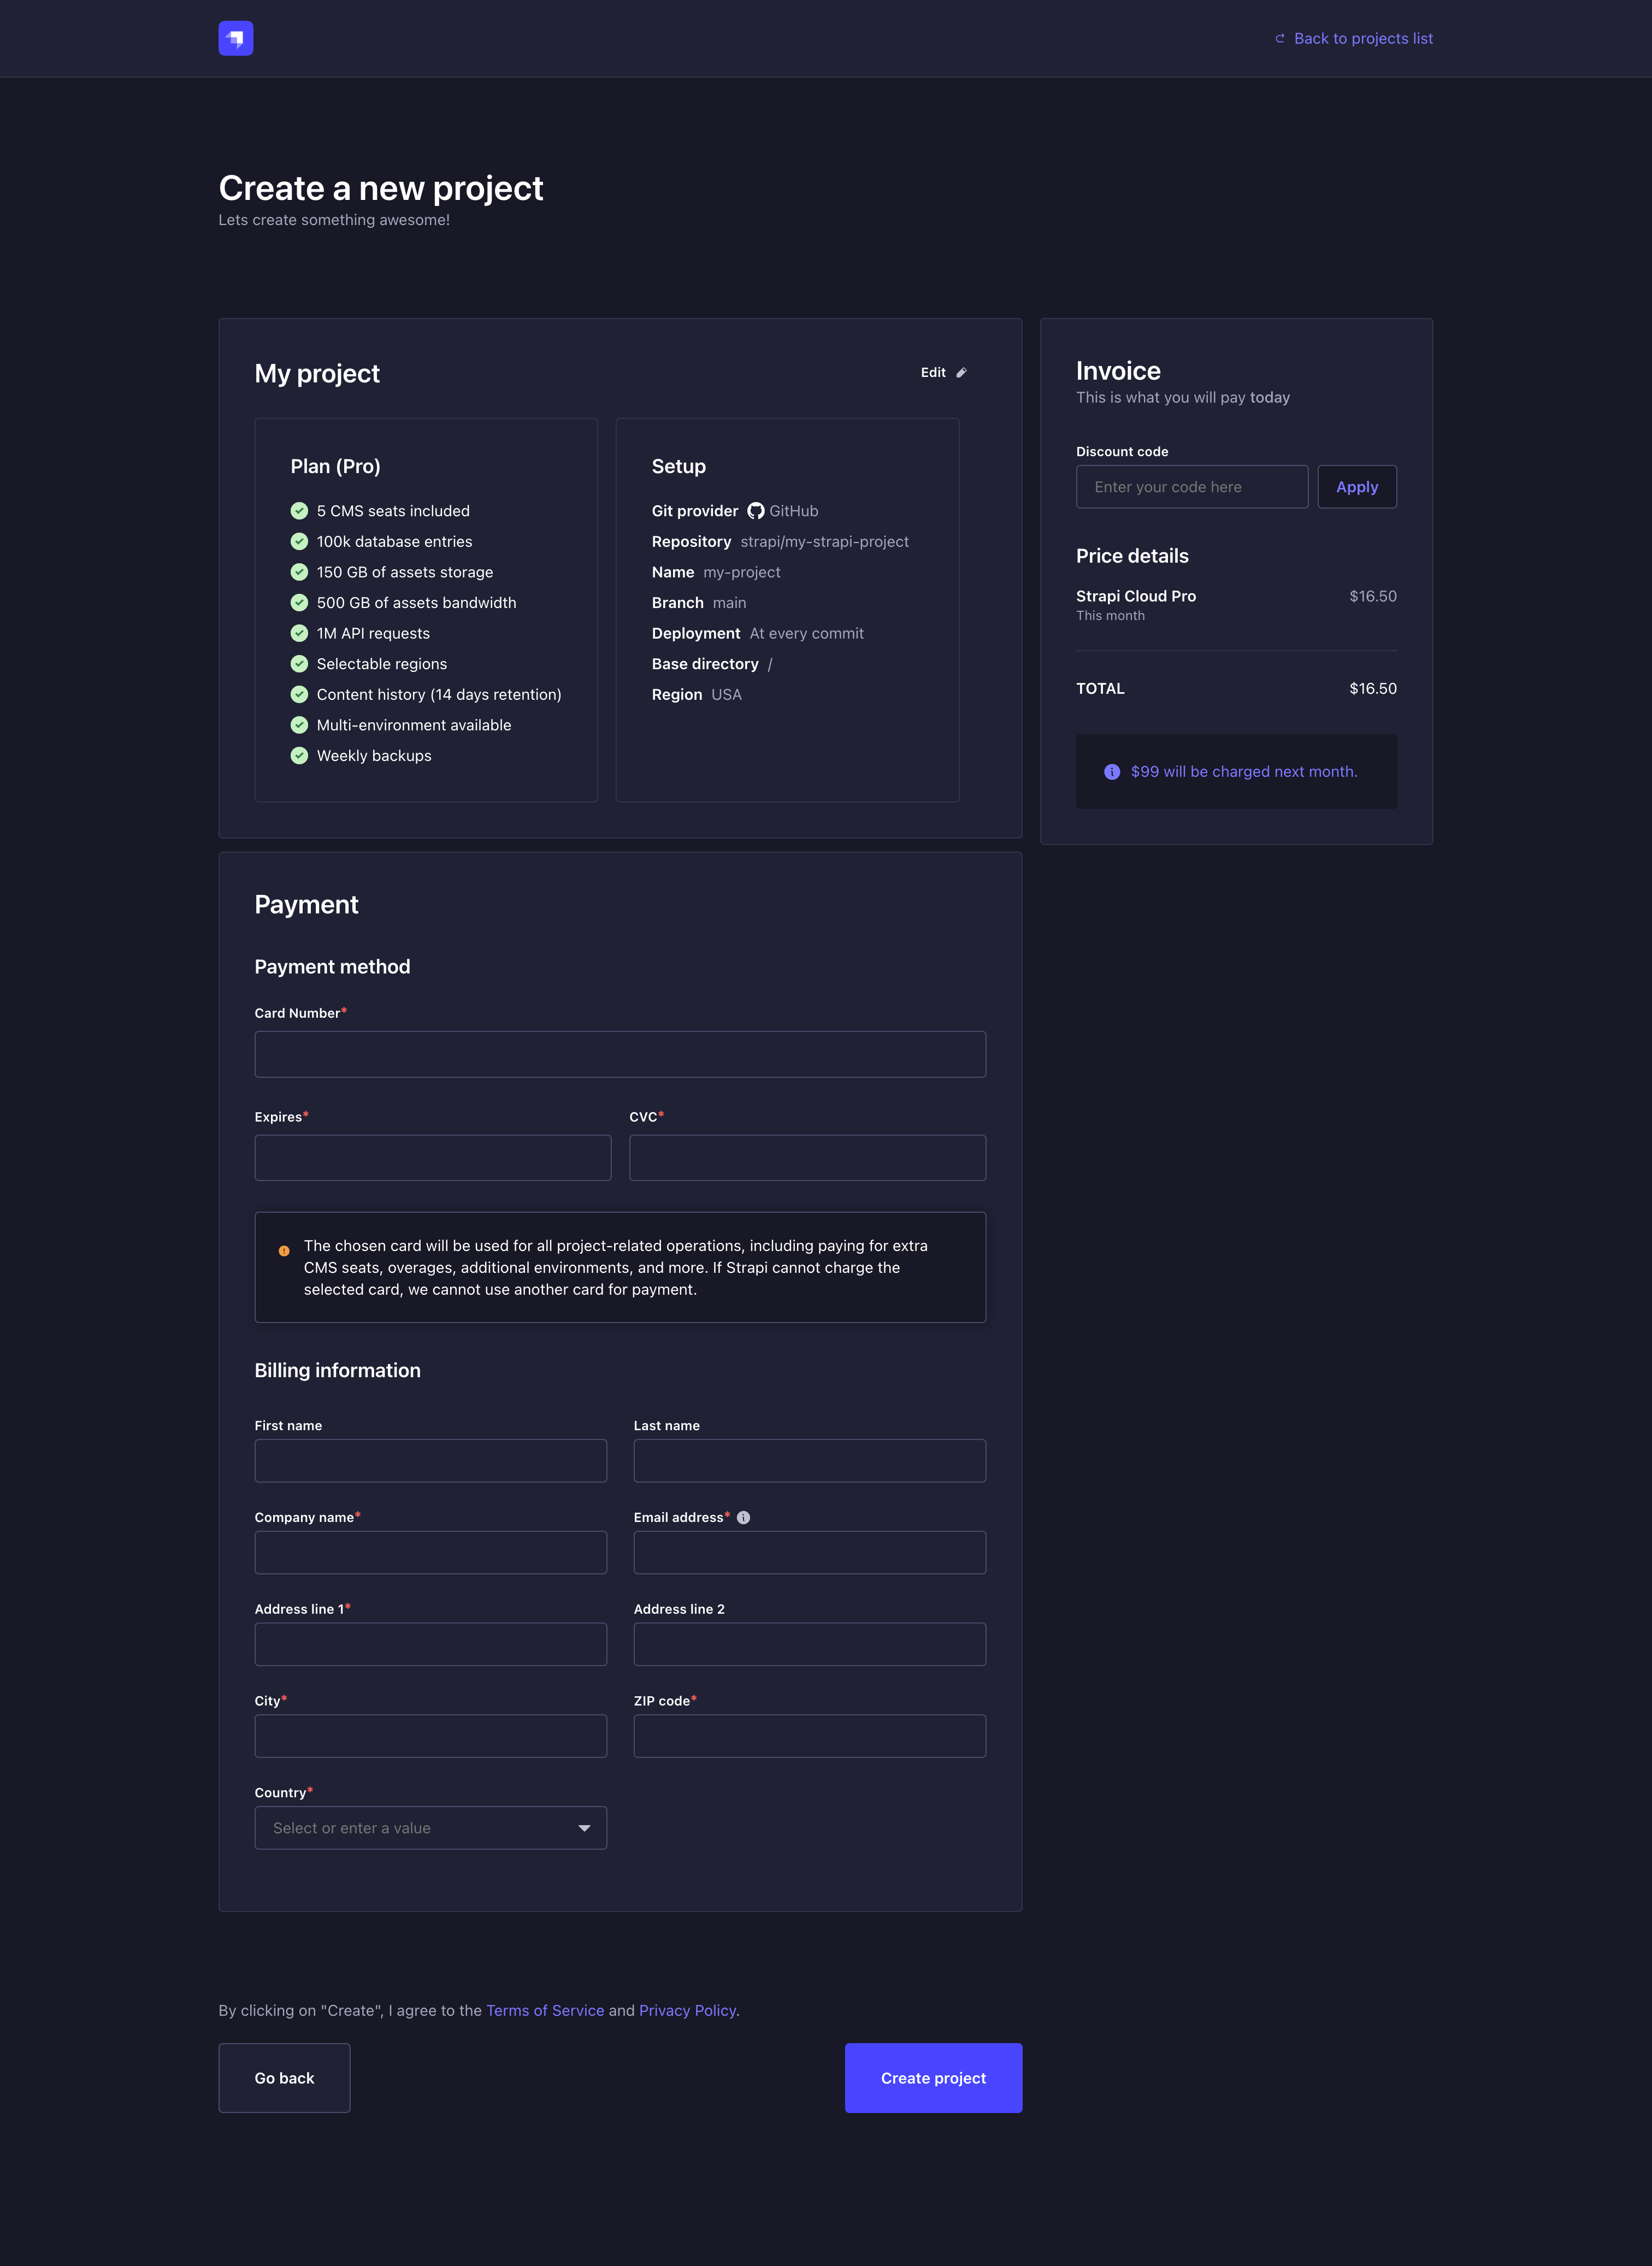 Back to projects list
Create a new project
Lets create something awesome!
My project
Edit
Plan (Pro)
5 CMS seats included
100k database entries
150 GB of assets storage
500 GB of assets bandwidth
1M API requests
Selectable regions
Content history (14 days retention)
Multi-environment available
Weekly backups
Setup
Git provider GitHub
Repository strapi/my-strapi-project
Name my-project
Branch main
Deployment At every commit
Base directory /
Region USA
Invoice
This is what you will pay today
Discount code
Enter your code here
Apply
Price details
Strapi Cloud Pro $16.50
This month
TOTAL $16.50
$99 will be charged next month.
Payment
Payment method
Card Number*
Expires* CVC*
The chosen card will be used for all project-related operations, including paying for extra
CMS seats, overages, additional environments, and more. If Strapi cannot charge the
selected card, we cannot use another card for payment.
Billing information
First name Last name
Company name* Email address*
Address line 1* Address line 2
City* ZIP code*
Country*
Select or enter a value
By clicking on "Create", I agree to the Terms of Service and Privacy Policy.
Go back
Create project